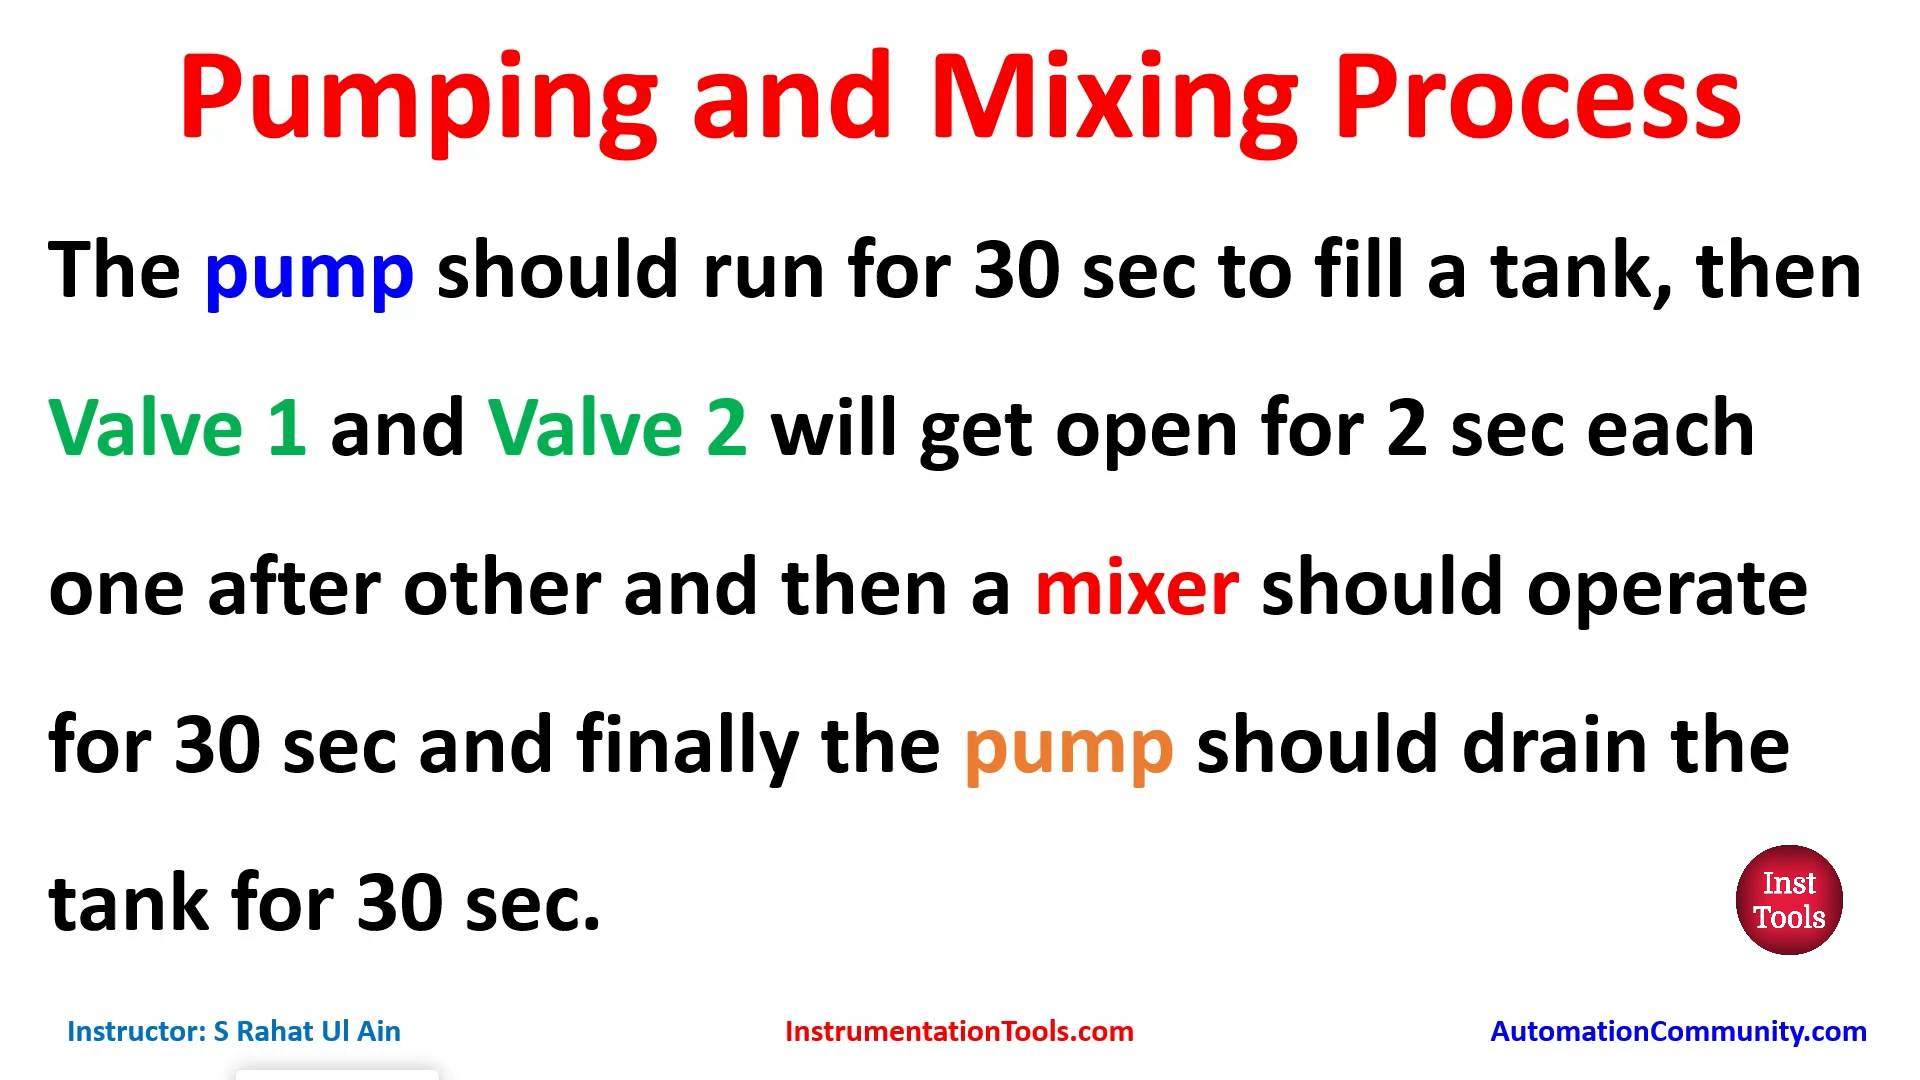 Pumping and Mixing Process
The pump should run for 30 sec to fill a tank, then
Valve 1 and Valve 2 will get open for 2 sec each
one after other and then a mixer should operate
for 30 sec and finally the pump should drain the
tank for 30 sec.
Inst
Tools
Instructor: S Rahat Ul Ain
InstrumentationTools.com
AutomationCommunity.com